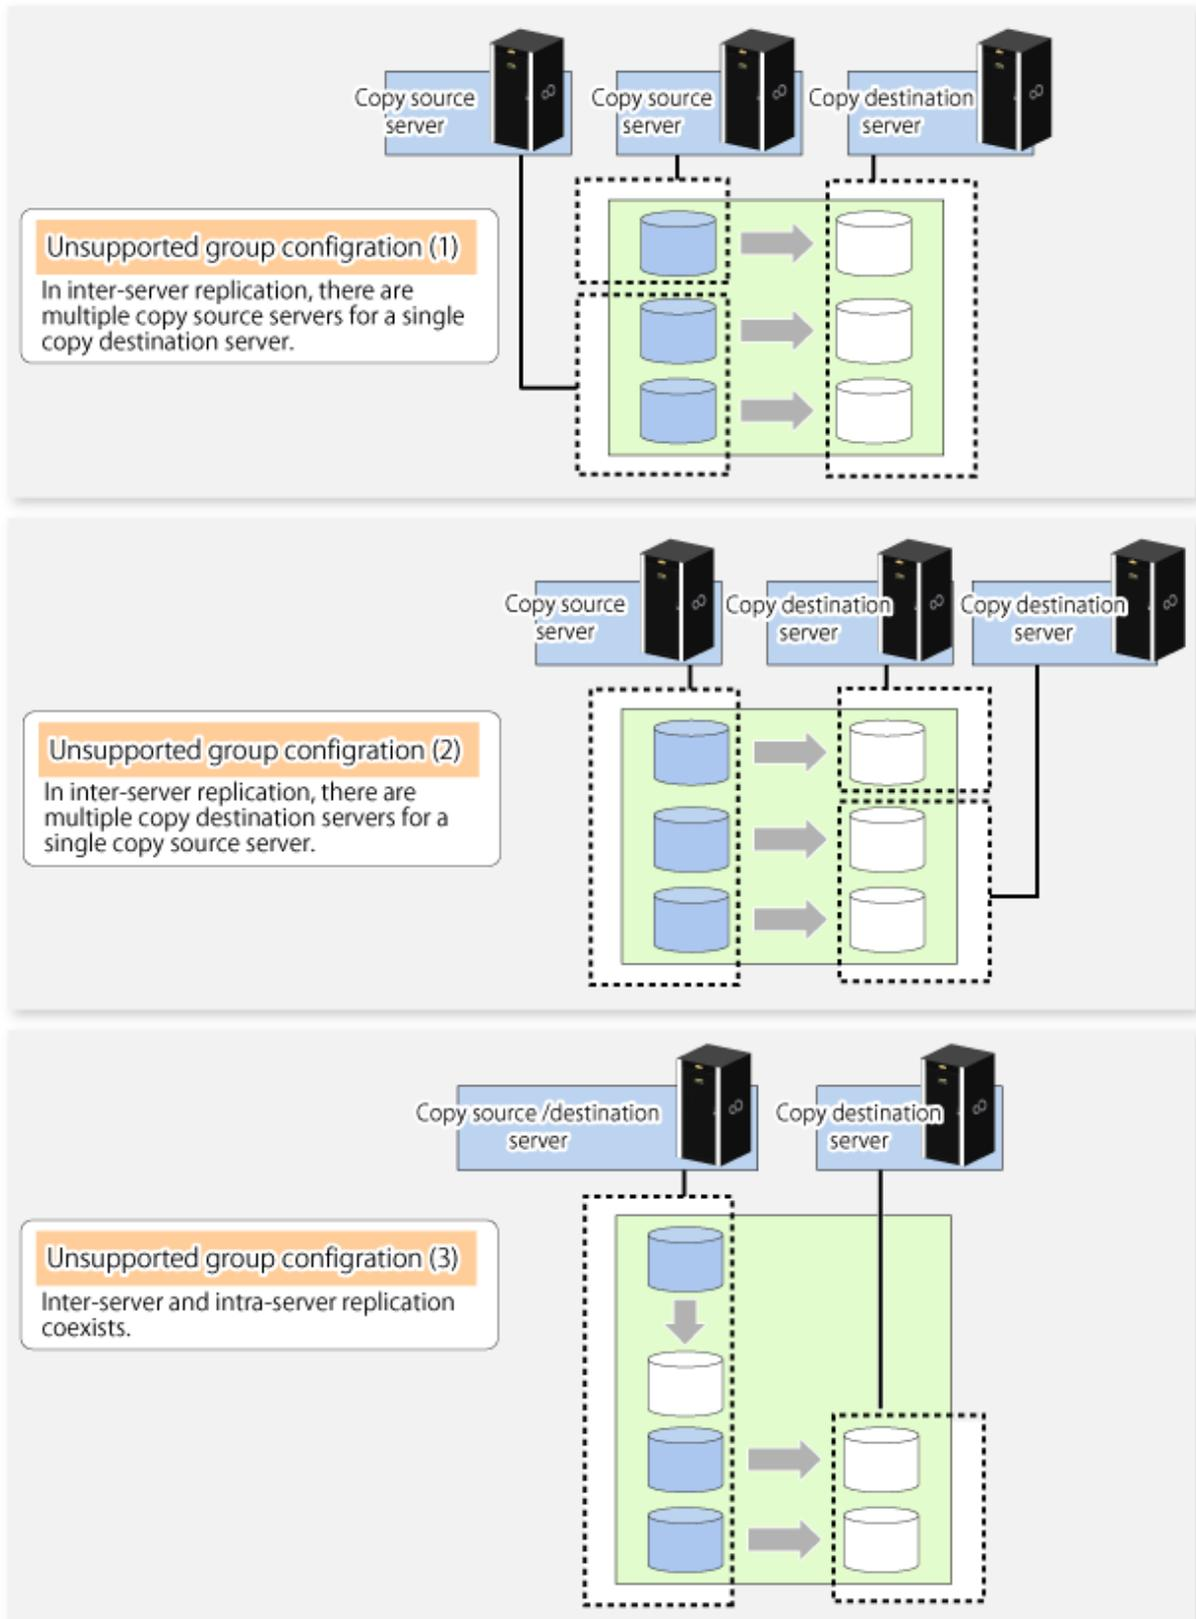 Copy source
server
Copy source
server
Copy destination
server
Unsupported group configration (1)
In inter-server replication, there are
multiple copy source servers for a single
copy destination server.
Copy source
server
Copy destination
server
Copy destination
server
Unsupported group configration (2)
In inter-server replication, there are
multiple copy destination servers for a
single copy source server.
Copy source /destination
server
Copy destination
server
Unsupported group configration (3)
Inter-server and intra-server replication
coexists.